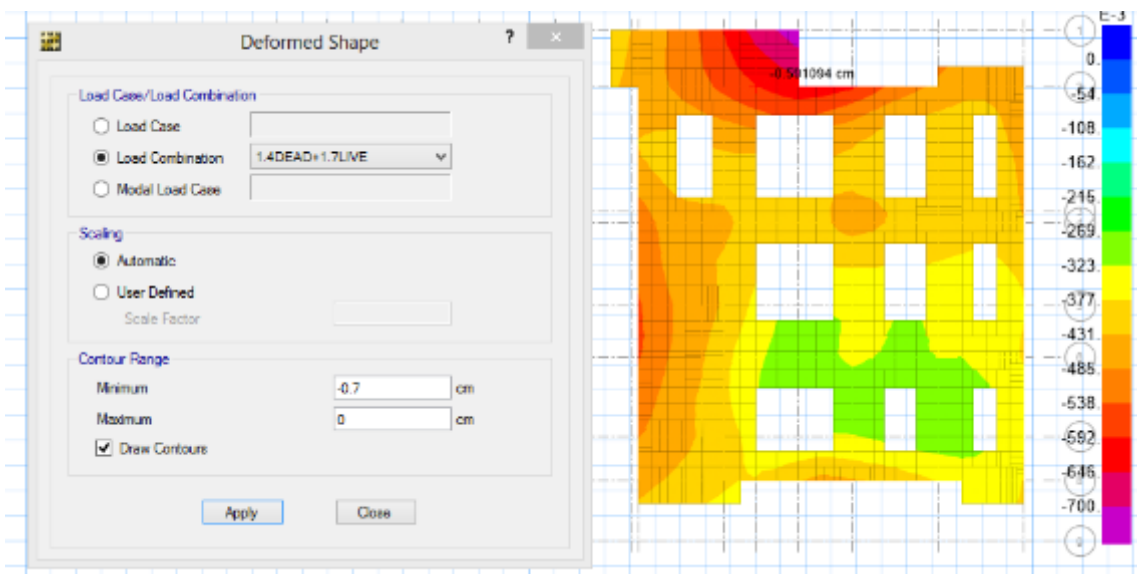 Deformed Shape
?
×
Load Case/Load Combination
Load Case
Load Combination
1.4DEAD+1.7LIVE
Modal Load Case
Scaling
Automatic
User Defined
Scale Factor
Contour Range
Minimum
-0.7
cm
Maximum
0
cm
Draw Contours
Apply
Close
-0.591094 cm
1
E-3
0.
-54.
-108.
-162.
-215.
-269.
-323.
-377.
-431.
-485.
-538.
-592.
-646.
-700.